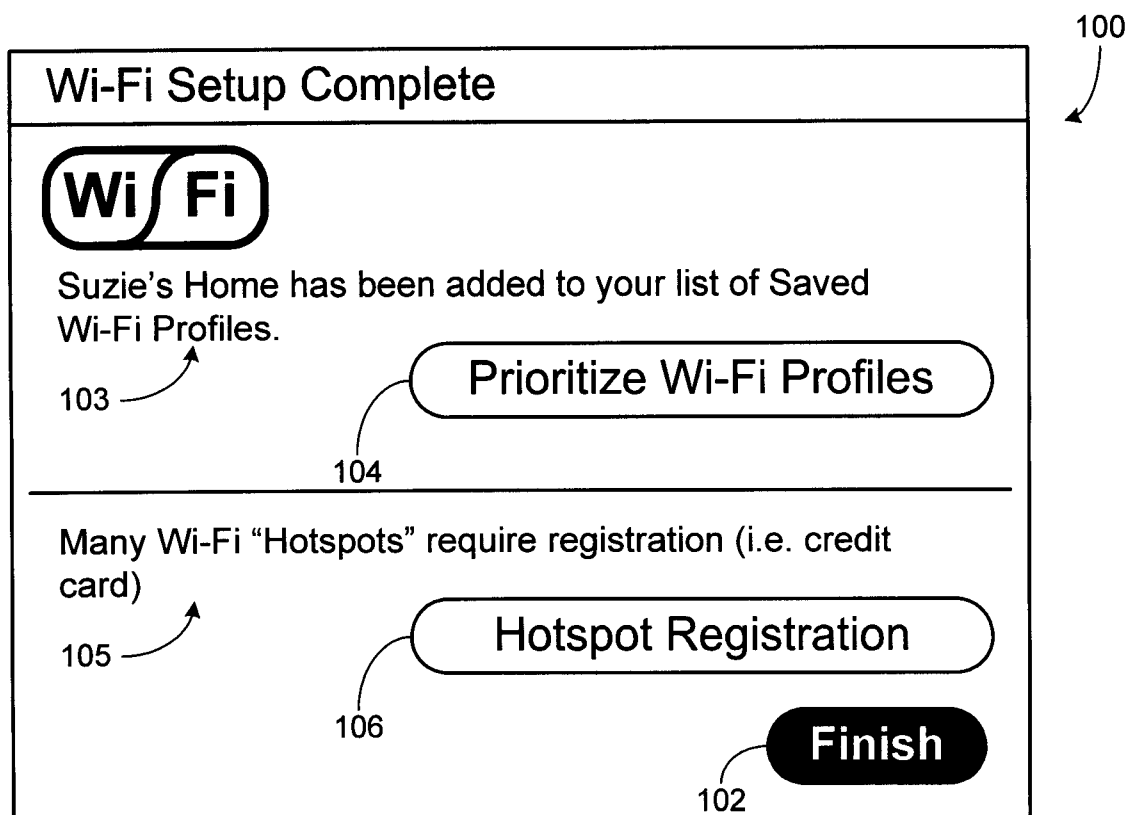 100
Wi-Fi Setup Complete
Wi Fi
Suzie’s Home has been added to your list of Saved
Wi-Fi Profiles.
103
Prioritize Wi-Fi Profiles
104
Many Wi-Fi “Hotspots” require registration (i.e. credit
card)
105
Hotspot Registration
106
Finish
102